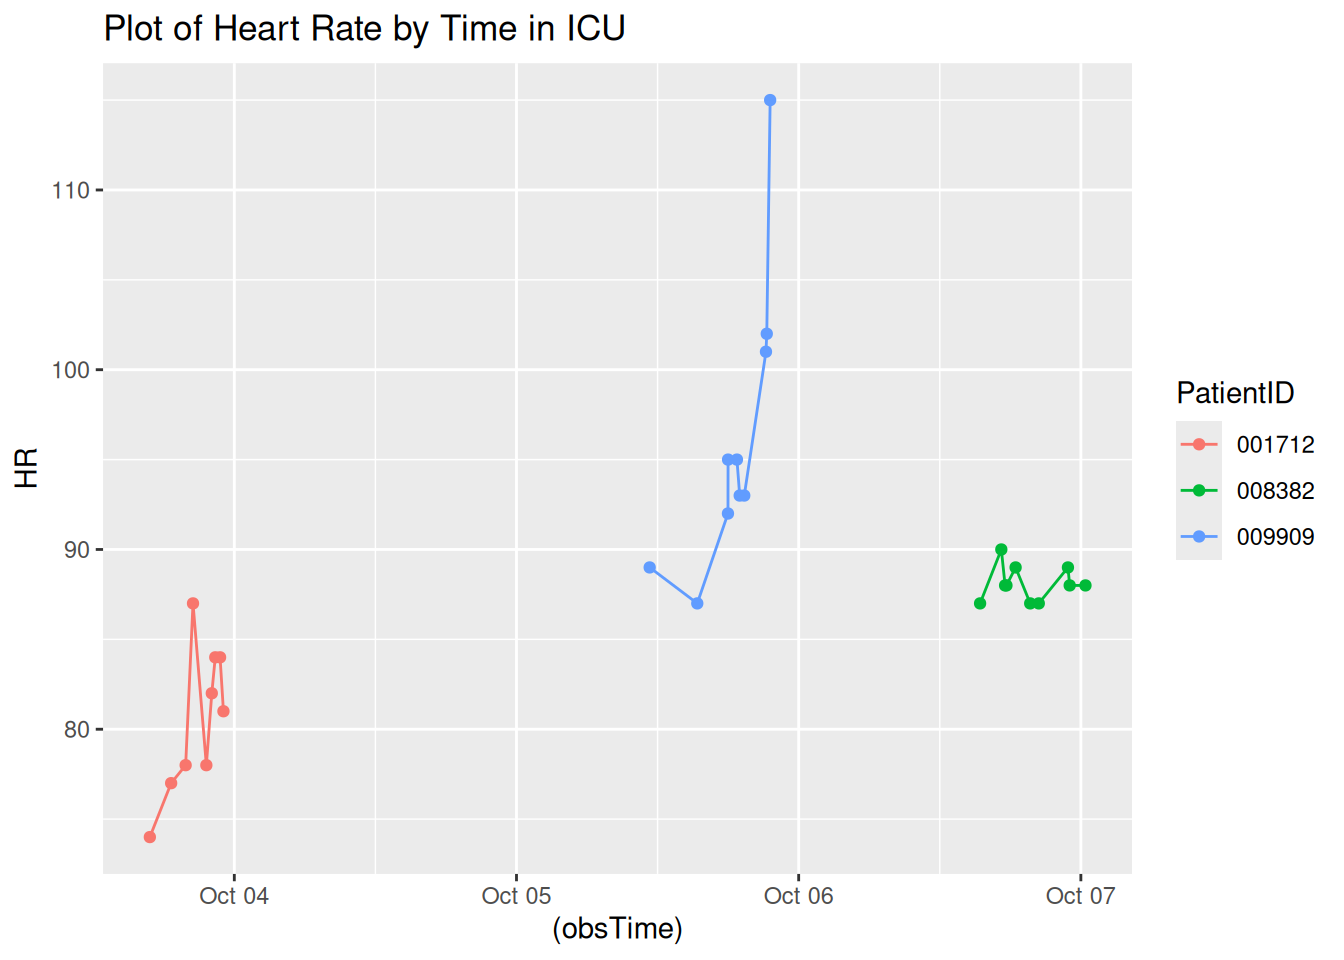 Plot of Heart Rate by Time in ICU
110
100
90
80
HR
Oct 04
Oct 05
Oct 06
Oct 07
(obsTime)
PatientID
001712
008382
009909